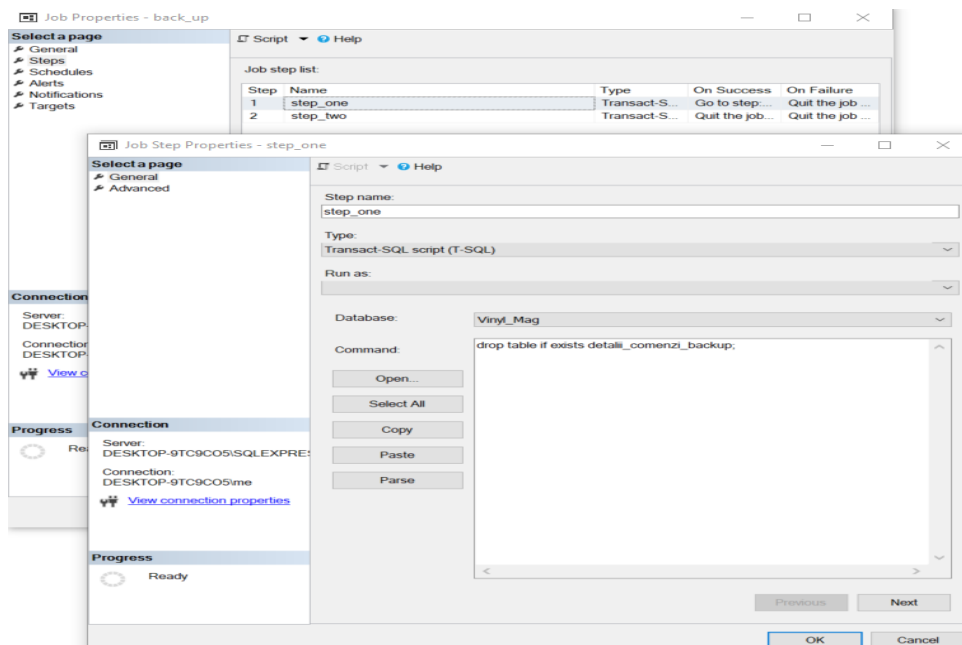 Job Properties - back_up
Select a page
General
Steps
Schedules
Alerts
Notifications
Targets
Script Help
Job step list:
Step Name Type On Success On Failure
1 step_one Transact-S... Go to step:... Quit the job ...
2 step_two Transact-S... Quit the job... Quit the job ...
Connection
Server:
DESKTOP-
Connection
DESKTOP-
View c
Progress
Re
Job Step Properties - step_one
Select a page
General
Advanced
Script Help
Step name:
step_one
Type:
Transact-SQL script (T-SQL)
Run as:
Database:
Vinyl_Mag
Command:
drop table if exists detalii_comenzi_backup;
Open...
Select All
Copy
Paste
Parse
Connection
Server:
DESKTOP-9TC9CO5\SQLEXPRES
Connection:
DESKTOP-9TC9CO5\me
View connection properties
Progress
Ready
Previous Next
OK Cancel